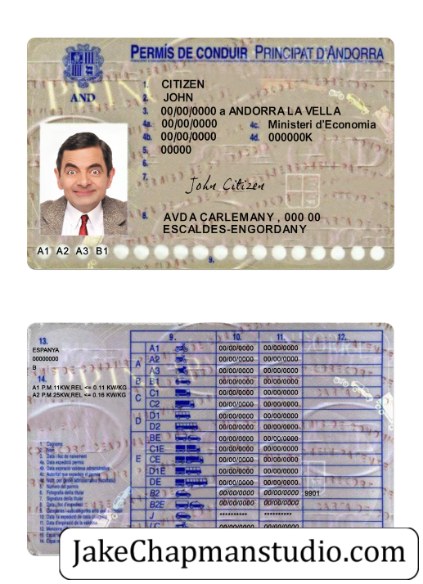 PERMÍS DE CONDUIR PRINCIPAT D'ANDORRA
AND
1. CITIZEN
2. JOHN
3. 00/00/0000 a ANDORRA LA VELLA
4a. 00/00/0000 4c. Ministeri d'Economia
4b. 00/00/0000 4d. 000000K
5. 00000
6.
7. John Citizen
8. AVDA CARLEMANY , 000 00
ESCALDES-ENGORDANY
A1 A2 A3 B1
9.
13.
ESPANYA
00000000
B
14.
A1 P.M.11KW,REL <= 0.11 KW/KG
A2 P.M.25KW,REL <= 0.16 KW/KG
9. 10. 11. 12.
A1 00/00/0000 00/00/0000
A A2 00/00/0000 00/00/0000
A3 00/00/0000 00/00/0000
B B1 00/00/0000 00/00/0000
C C1 00/00/0000 00/00/0000
C2 00/00/0000 00/00/0000
D D1 00/00/0000 00/00/0000
D2 00/00/0000 00/00/0000
BE 00/00/0000 00/00/0000
C1E 00/00/0000 00/00/0000
E CE 00/00/0000 00/00/0000
D1E 00/00/0000 00/00/0000
DE 00/00/0000 00/00/0000
B2 00/00/0000 00/00/0000
B2E 00/00/0000 00/00/0000
J ********** **********
JakeChapmanstudio.com